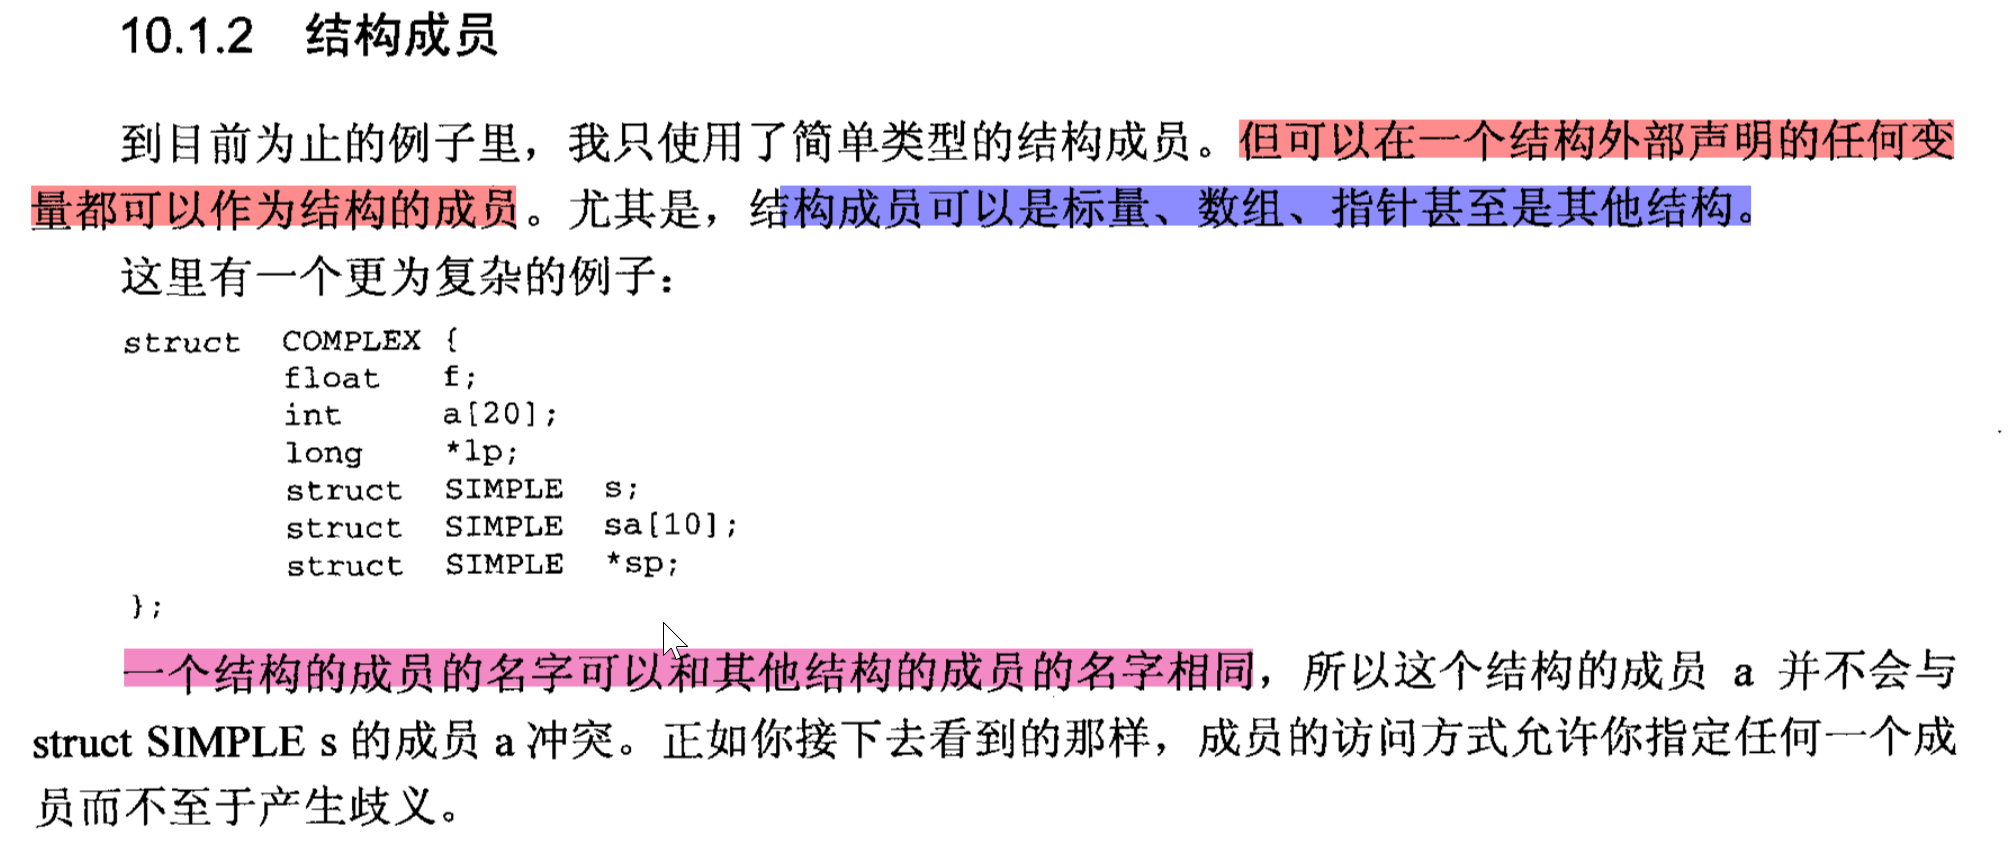 10.1.2 结构成员
到目前为止的例子里，我只使用了简单类型的结构成员。但可以在一个结构外部声明的任何变
量都可以作为结构的成员。尤其是，结构成员可以是标量、数组、指针甚至是其他结构。
这里有一个更为复杂的例子：
struct COMPLEX {
float f;
int a[20];
long *lp;
struct SIMPLE s;
struct SIMPLE sa[10];
struct SIMPLE *sp;
};
一个结构的成员的名字可以和其他结构的成员的名字相同，所以这个结构的成员 a 并不会与
struct SIMPLE s 的成员 a 冲突。正如你接下去看到的那样，成员的访问方式允许你指定任何一个成
员而不至于产生歧义。